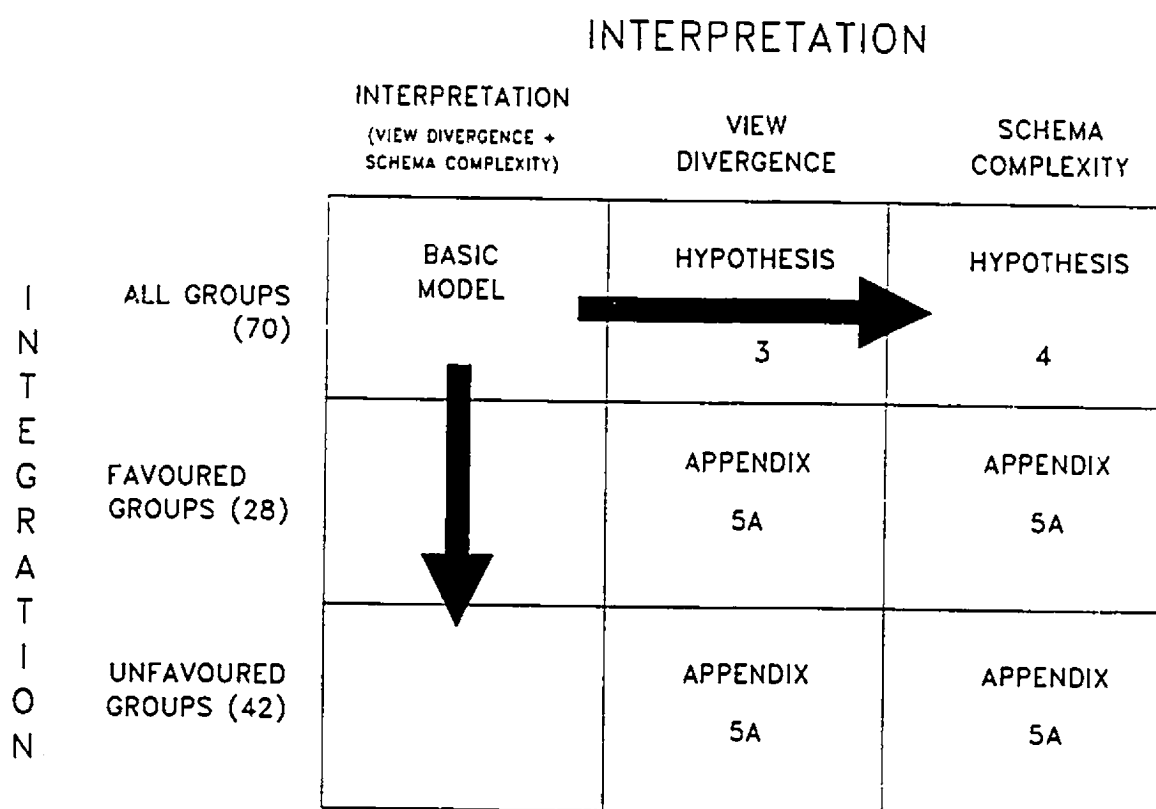 INTERPRETATION
INTERPRETATION
(VIEW DIVERGENCE +
SCHEMA COMPLEXITY)
VIEW
DIVERGENCE
SCHEMA
COMPLEXITY
INTEGRATION
ALL GROUPS
(70)
BASIC
MODEL
HYPOTHESIS
3
HYPOTHESIS
4
FAVOURED
GROUPS (28)
APPENDIX
5A
APPENDIX
5A
UNFAVOURED
GROUPS (42)
APPENDIX
5A
APPENDIX
5A